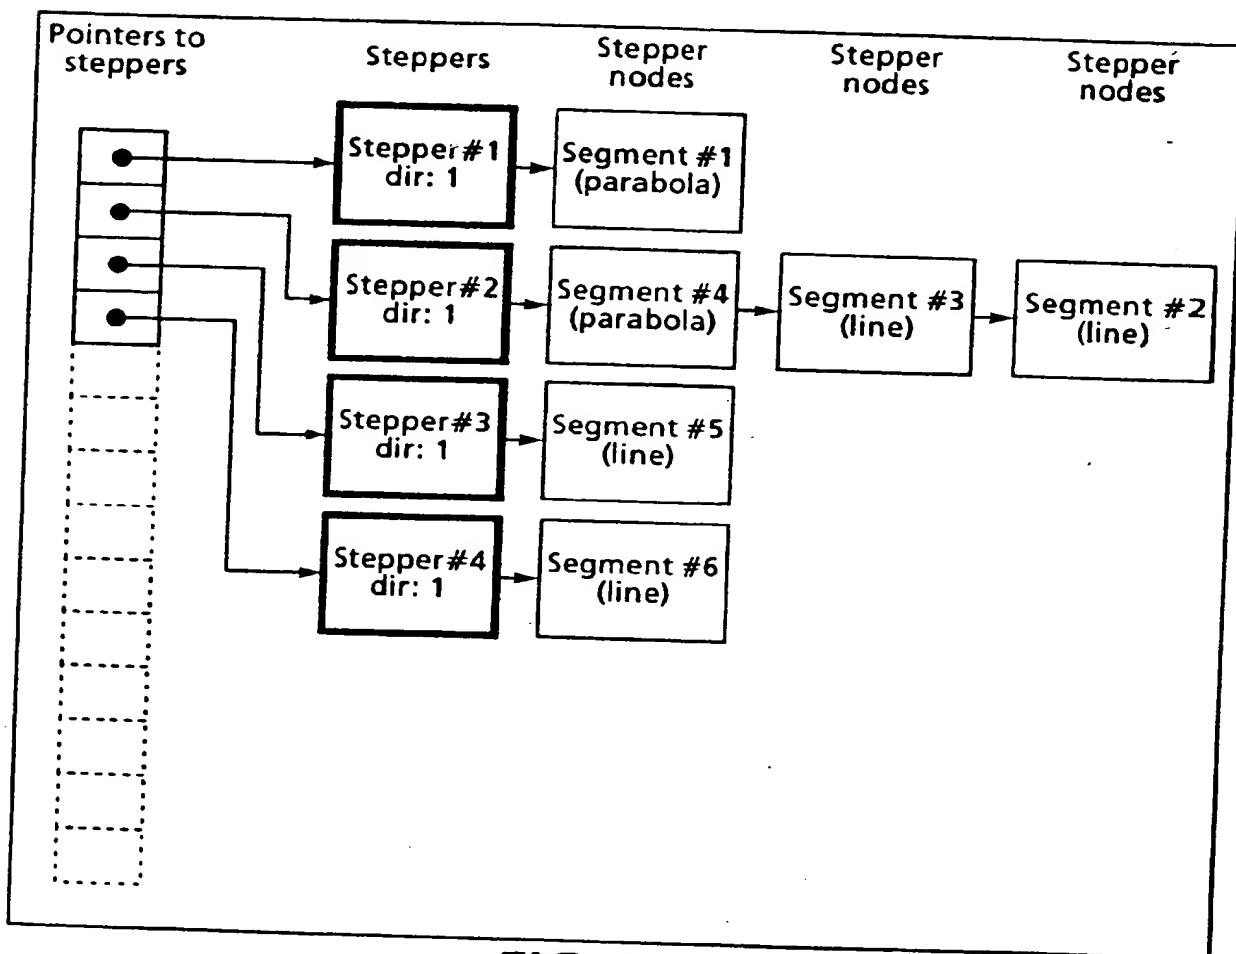 Pointers to
steppers
Steppers
Stepper
nodes
Stepper
nodes
Stepper
nodes
Stepper#1
dir: 1
Segment #1
(parabola)
Stepper#2
dir: 1
Segment #4
(parabola)
Segment #3
(line)
Segment #2
(line)
Stepper#3
dir: 1
Segment #5
(line)
Stepper#4
dir: 1
Segment #6
(line)